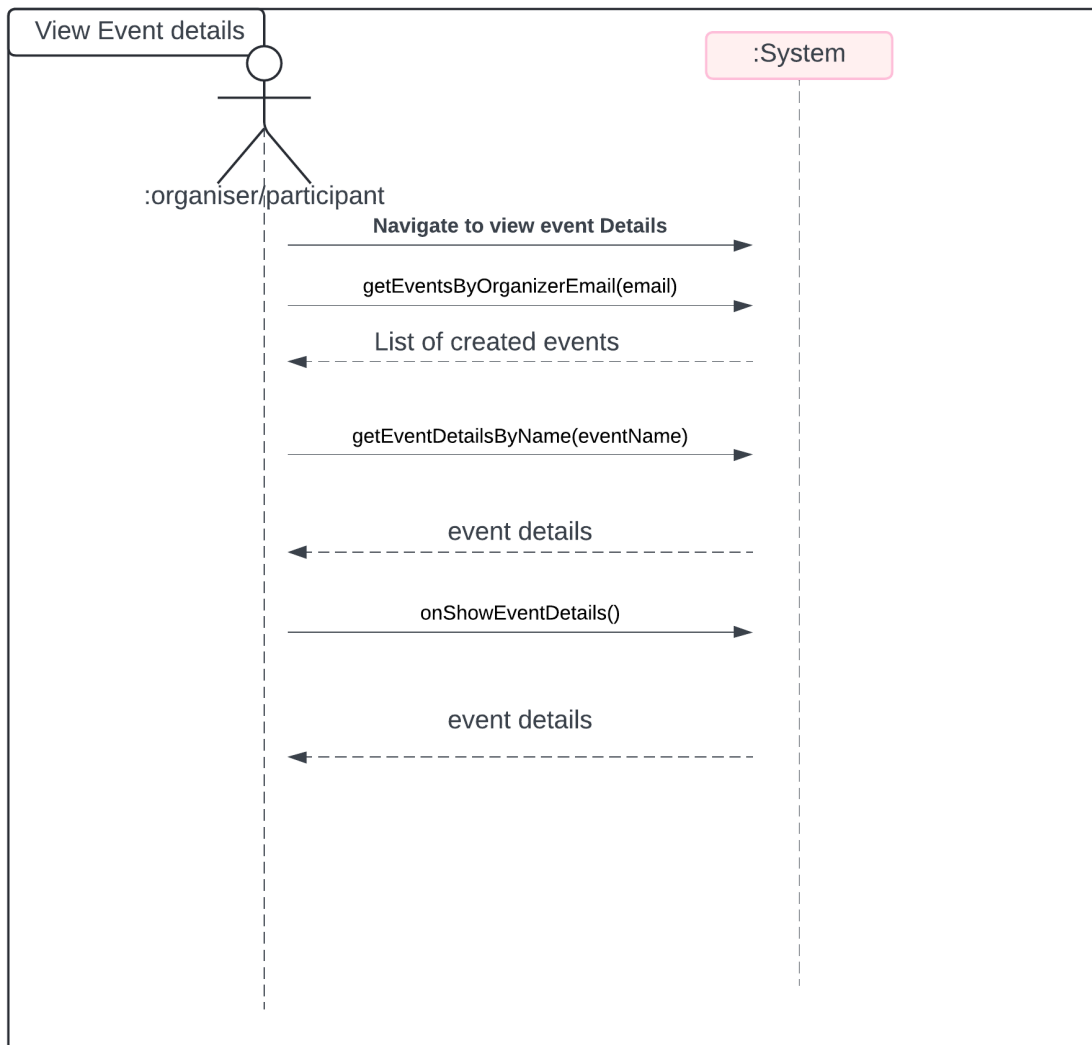 View Event details
:System
:organiser/participant
Navigate to view event Details
getEventsByOrganizerEmail(email)
List of created events
getEventDetailsByName(eventName)
event details
onShowEventDetails()
event details